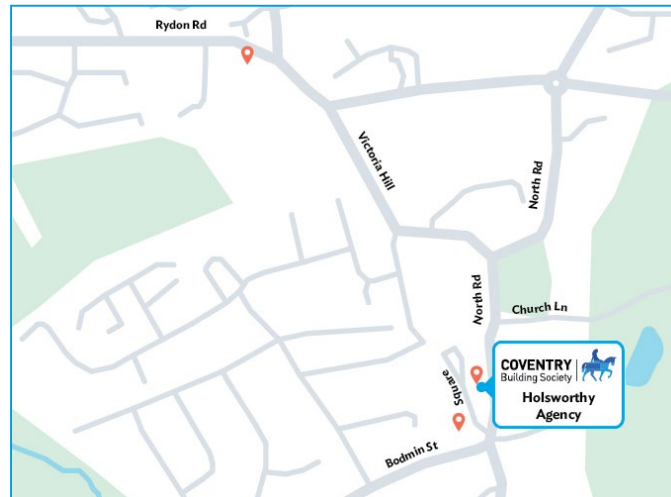 Rydon Rd
Victoria Hill
North Rd
North Rd
Church Ln
COVENTRY
Building Society
Holsworthy
Agency
Square
Bodmin St